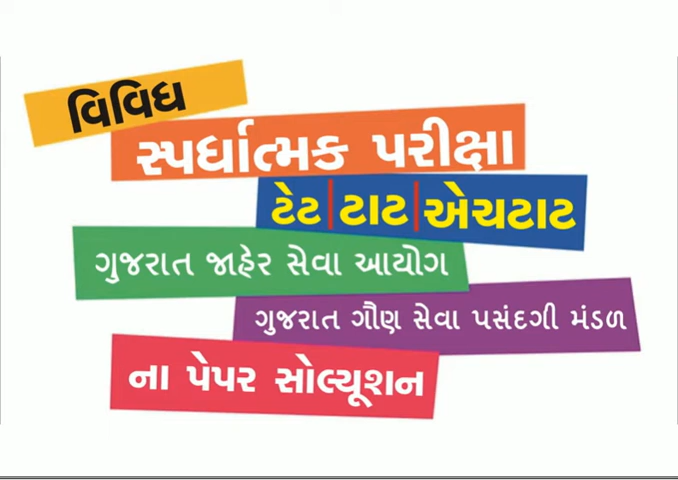 વિવિધ
સ્પર્ધાત્મક પરીક્ષા
ટેટ|ટાટ|એચટાટ
ગુજરાત જાહેર સેવા આયોગ
ગુજરાત ગૌણ સેવા પસંદગી મંડળ
ના પેપર સોલ્યૂશન